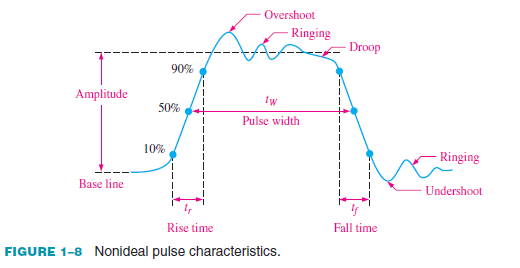 Overshoot
Ringing
Droop
90%
Amplitude
50%
tW
Pulse width
10%
Ringing
Base line
Undershoot
tr
tf
Rise time
Fall time
FIGURE 1–8 Nonideal pulse characteristics.